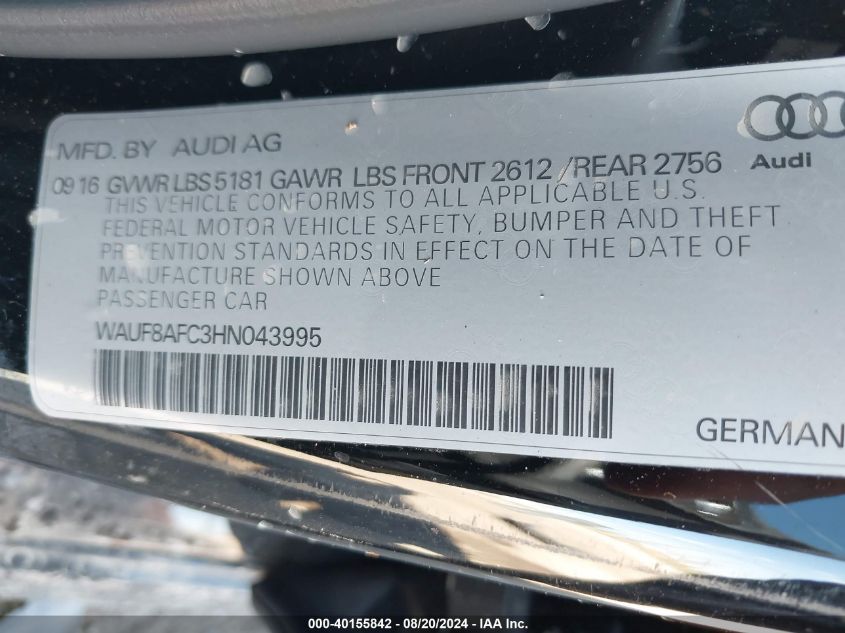 MFD. BY AUDI AG
09 16 GVWR LBS 5181 GAWR LBS FRONT 2612 /REAR 2756
Audi
THIS VEHICLE CONFORMS TO ALL APPLICABLE U.S.
FEDERAL MOTOR VEHICLE SAFETY, BUMPER AND THEFT
PREVENTION STANDARDS IN EFFECT ON THE DATE OF
MANUFACTURE SHOWN ABOVE
PASSENGER CAR
WAUF8AFC3HN043995
GERMAN
000-40155842 - 08/20/2024 - IAA Inc.